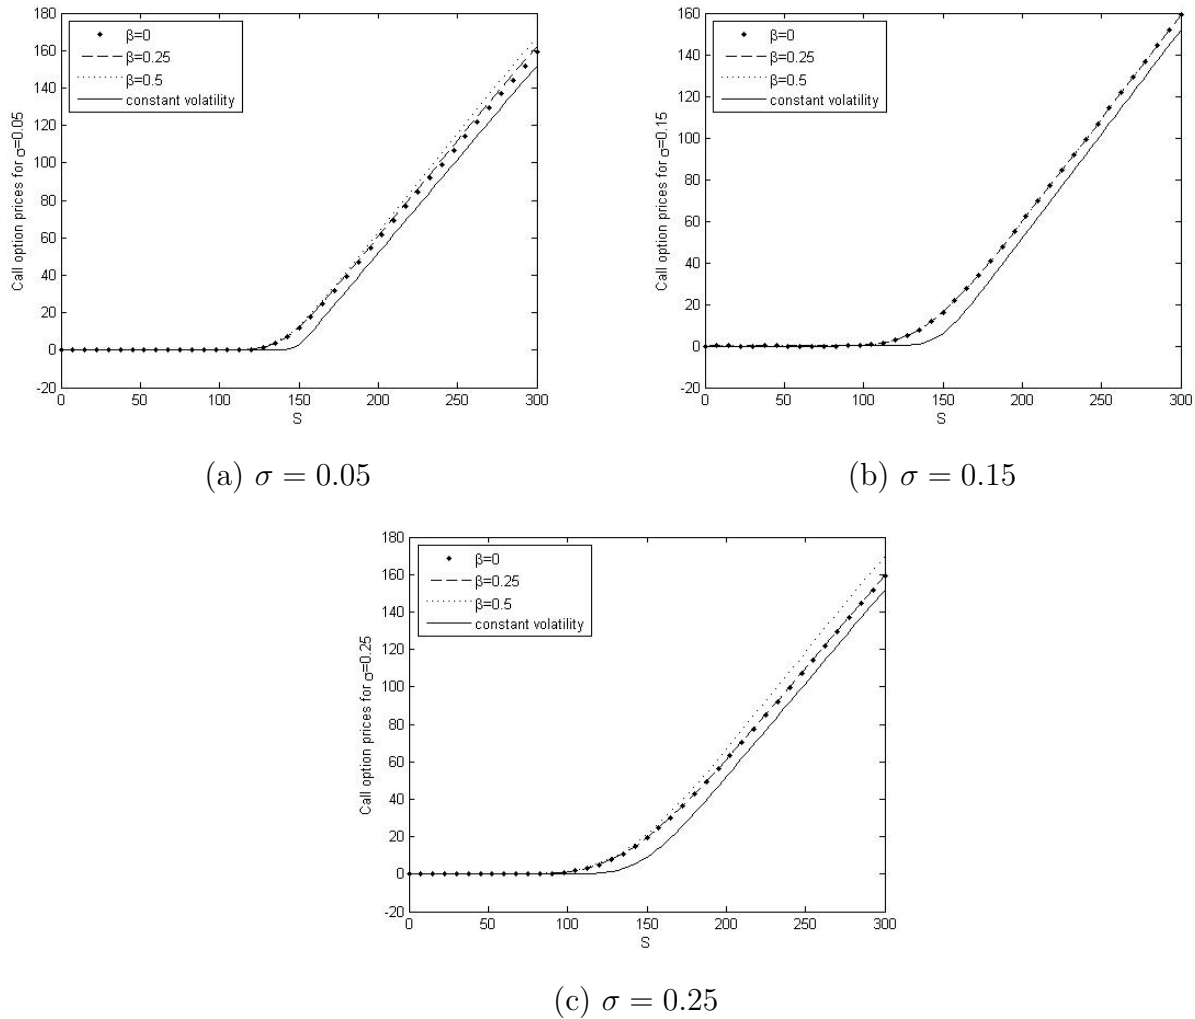 180
160
140
120
100
80
60
40
20
0
-20
Call option prices for σ=0.05
β=0
β=0.25
β=0.5
constant volatility
0 50 100 150 200 250 300
S
(a) σ = 0.05
160
140
120
100
80
60
40
20
0
-20
Call option prices for σ=0.15
β=0
β=0.25
β=0.5
constant volatility
0 50 100 150 200 250 300
S
(b) σ = 0.15
180
160
140
120
100
80
60
40
20
0
-20
Call option prices for σ=0.25
β=0
β=0.25
β=0.5
constant volatility
0 50 100 150 200 250 300
S
(c) σ = 0.25